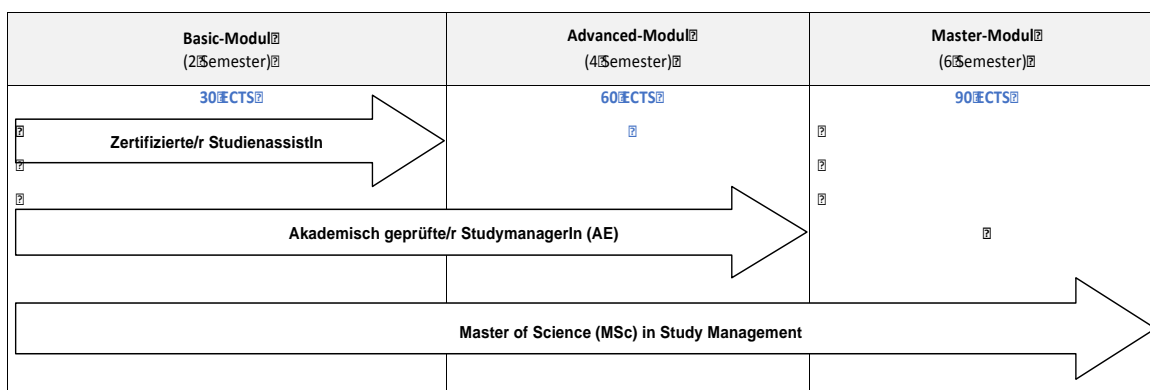 Basic-Modul
(2 Semester)
Advanced-Modul
(4 Semester)
Master-Modul
(6 Semester)
30 ECTS
60 ECTS
90 ECTS
Zertifizierte/r StudienassistIn
Akademisch geprüfte/r StudymanagerIn (AE)
Master of Science (MSc) in Study Management